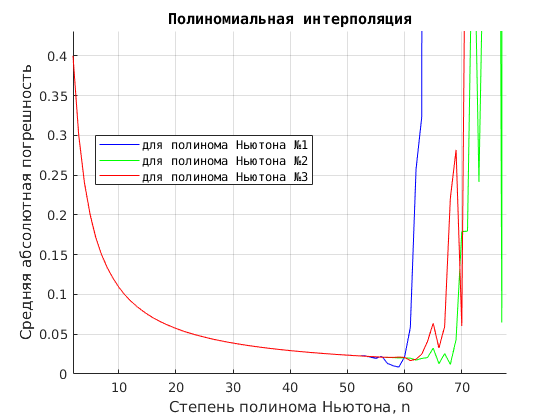 Полиномиальная интерполяция
Средняя абсолютная погрешность
0.4
0.35
0.3
0.25
0.2
0.15
0.1
0.05
0
для полинома Ньютона №1
для полинома Ньютона №2
для полинома Ньютона №3
10 20 30 40 50 60 70
Степень полинома Ньютона, n